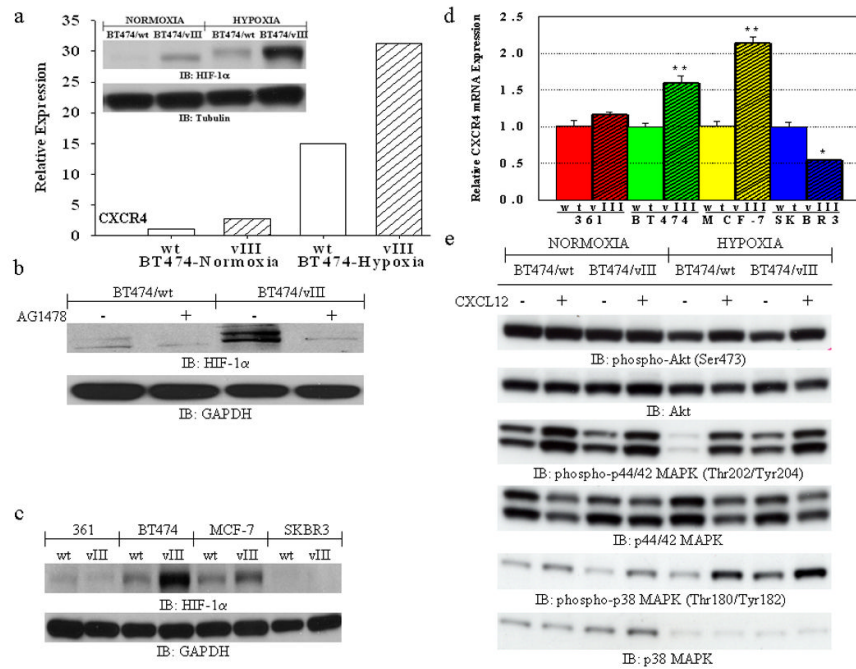 a
NORMOXIA HYPOXIA
BT474/wt BT474/vIII BT474/wt BT474/vIII
IB: HIF-1α
IB: Tubulin
Relative Expression
35
30
25
20
15
10
5
0
CXCR4
wt vIII wt vIII
BT474-Normoxia BT474-Hypoxia
b
BT474/wt BT474/vIII
AG1478 - + - +
IB: HIF-1α
IB: GAPDH
c
361 BT474 MCF-7 SKBR3
wt vIII wt vIII wt vIII wt vIII
IB: HIF-1α
IB: GAPDH
d
Relative CXCR4 mRNA Expression
2.5
2.0
1.5
1.0
0.5
0
** ** *
wt vIII wt vIII wt vIII wt vIII
361 BT474 MCF-7 SKBR3
e
NORMOXIA HYPOXIA
BT474/wt BT474/vIII BT474/wt BT474/vIII
CXCL12 - + - + - + - +
IB: phospho-Akt (Ser473)
IB: Akt
IB: phospho-p44/42 MAPK (Thr202/Tyr204)
IB: p44/42 MAPK
IB: phospho-p38 MAPK (Thr180/Tyr182)
IB: p38 MAPK